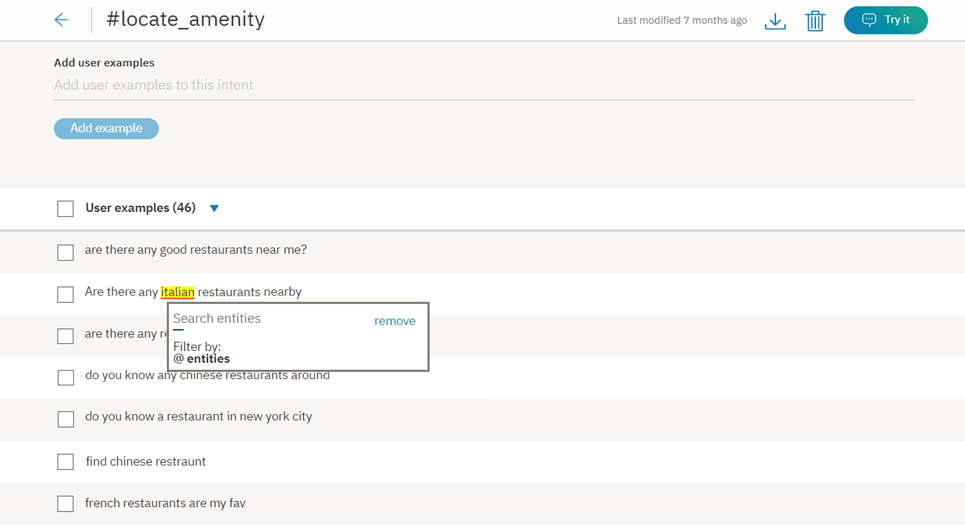 #locate_amenity
Last modified 7 months ago
Try it
Add user examples
Add user examples to this intent
Add example
User examples (46)
are there any good restaurants near me?
Are there any italian restaurants nearby
Search entities
remove
are there any
Filter by:
@ entities
do you know any chinese restaurants around
do you know a restaurant in new york city
find chinese restraunt
french restaurants are my fav